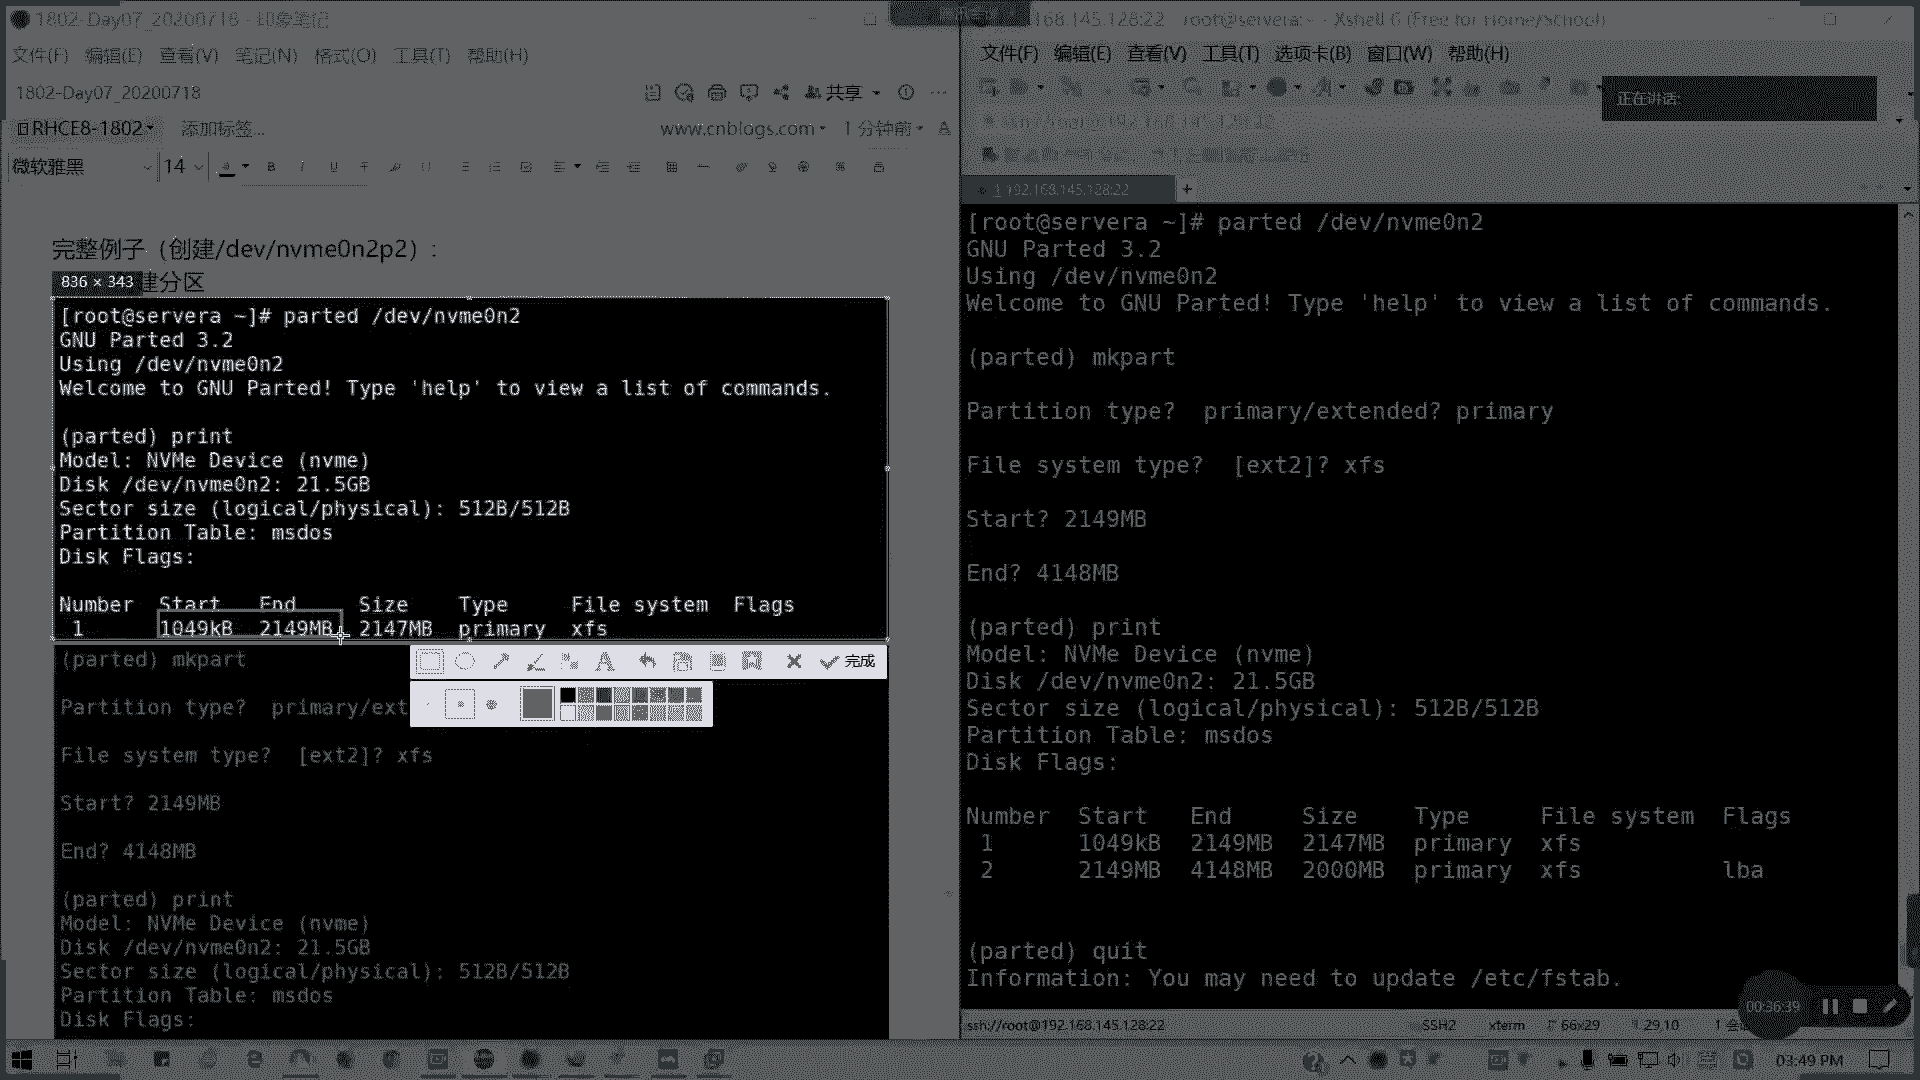 1802-Day07_20200718 - 印象笔记
文件(F) 编辑(E) 查看(V) 笔记(N) 格式(O) 工具(T) 帮助(H)
1802-Day07_20200718
共享
RHCE8-1802
添加标签...
www.cnblogs.com
1 分钟前
微软雅黑
14
完整例子（创建/dev/nvme0n2p2）:
836 × 343
建分区
[root@servera ~]# parted /dev/nvme0n2
GNU Parted 3.2
Using /dev/nvme0n2
Welcome to GNU Parted! Type 'help' to view a list of commands.
(parted) print
Model: NVMe Device (nvme)
Disk /dev/nvme0n2: 21.5GB
Sector size (logical/physical): 512B/512B
Partition Table: msdos
Disk Flags:
Number Start End Size Type File system Flags
1 1049kB 2149MB 2147MB primary xfs
(parted) mkpart
完成
Partition type? primary/ext
File system type? [ext2]? xfs
Start? 2149MB
End? 4148MB
(parted) print
Model: NVMe Device (nvme)
Disk /dev/nvme0n2: 21.5GB
Sector size (logical/physical): 512B/512B
Partition Table: msdos
Disk Flags:
168.145.128:22 root@servera:~ - Xshell 6 (Free for Home/School)
文件(F) 编辑(E) 查看(V) 工具(T) 选项卡(B) 窗口(W) 帮助(H)
正在讲话:
1 192.168.145.128:22
[root@servera ~]# parted /dev/nvme0n2
GNU Parted 3.2
Using /dev/nvme0n2
Welcome to GNU Parted! Type 'help' to view a list of commands.
(parted) mkpart
Partition type? primary/extended? primary
File system type? [ext2]? xfs
Start? 2149MB
End? 4148MB
(parted) print
Model: NVMe Device (nvme)
Disk /dev/nvme0n2: 21.5GB
Sector size (logical/physical): 512B/512B
Partition Table: msdos
Disk Flags:
Number Start End Size Type File system Flags
1 1049kB 2149MB 2147MB primary xfs
2 2149MB 4148MB 2000MB primary xfs lba
(parted) quit
Information: You may need to update /etc/fstab.
00:36:39
ssh://root@192.168.145.128:22
SSH2 xterm 66x29 29,10
03:49 PM